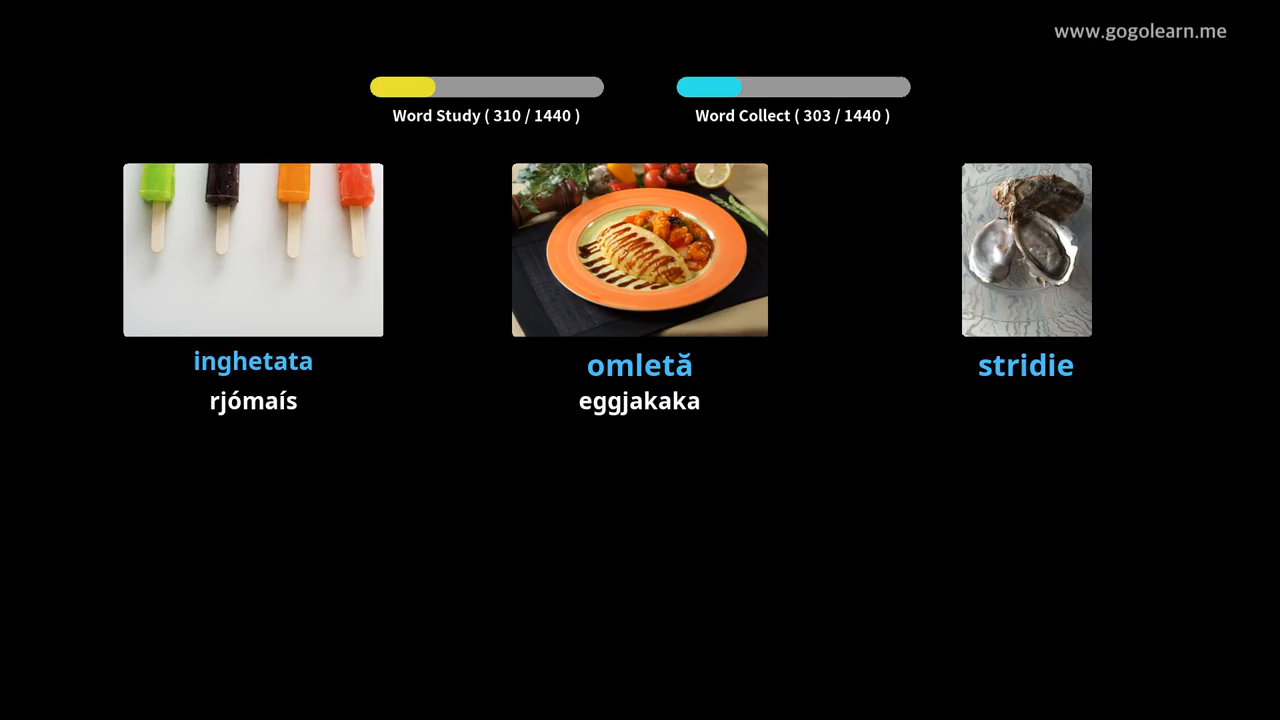 www.gogolearn.me
Word Study ( 310 / 1440 )
Word Collect ( 303 / 1440 )
inghetata
rjómaís
omletă
eggjakaka
stridie